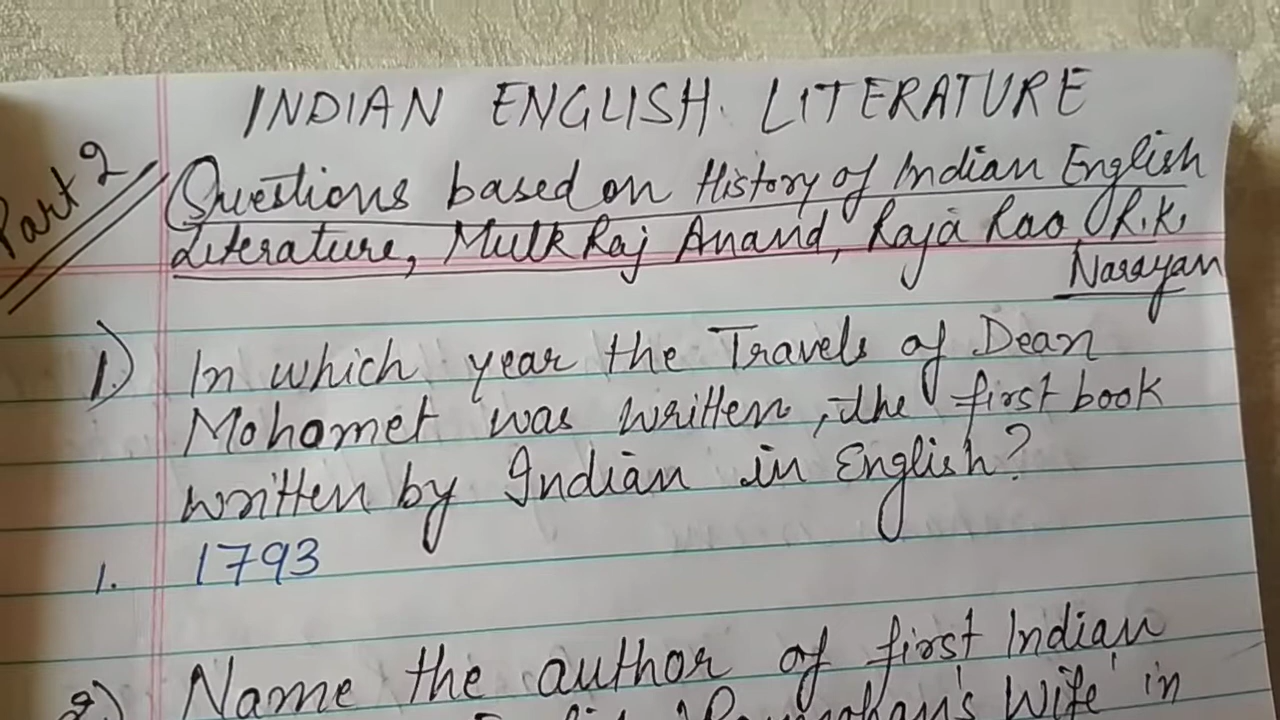 INDIAN ENGLISH LITERATURE
Part 2
Questions based on History of Indian English
Literature, Mulk Raj Anand, Raja Rao R.K.
Narayan
1.) In which year the Travels of Dean
Mohamet was written, the first book
written by Indian in English?
1. 1793
2) Name the author of first Indian
Wife' in